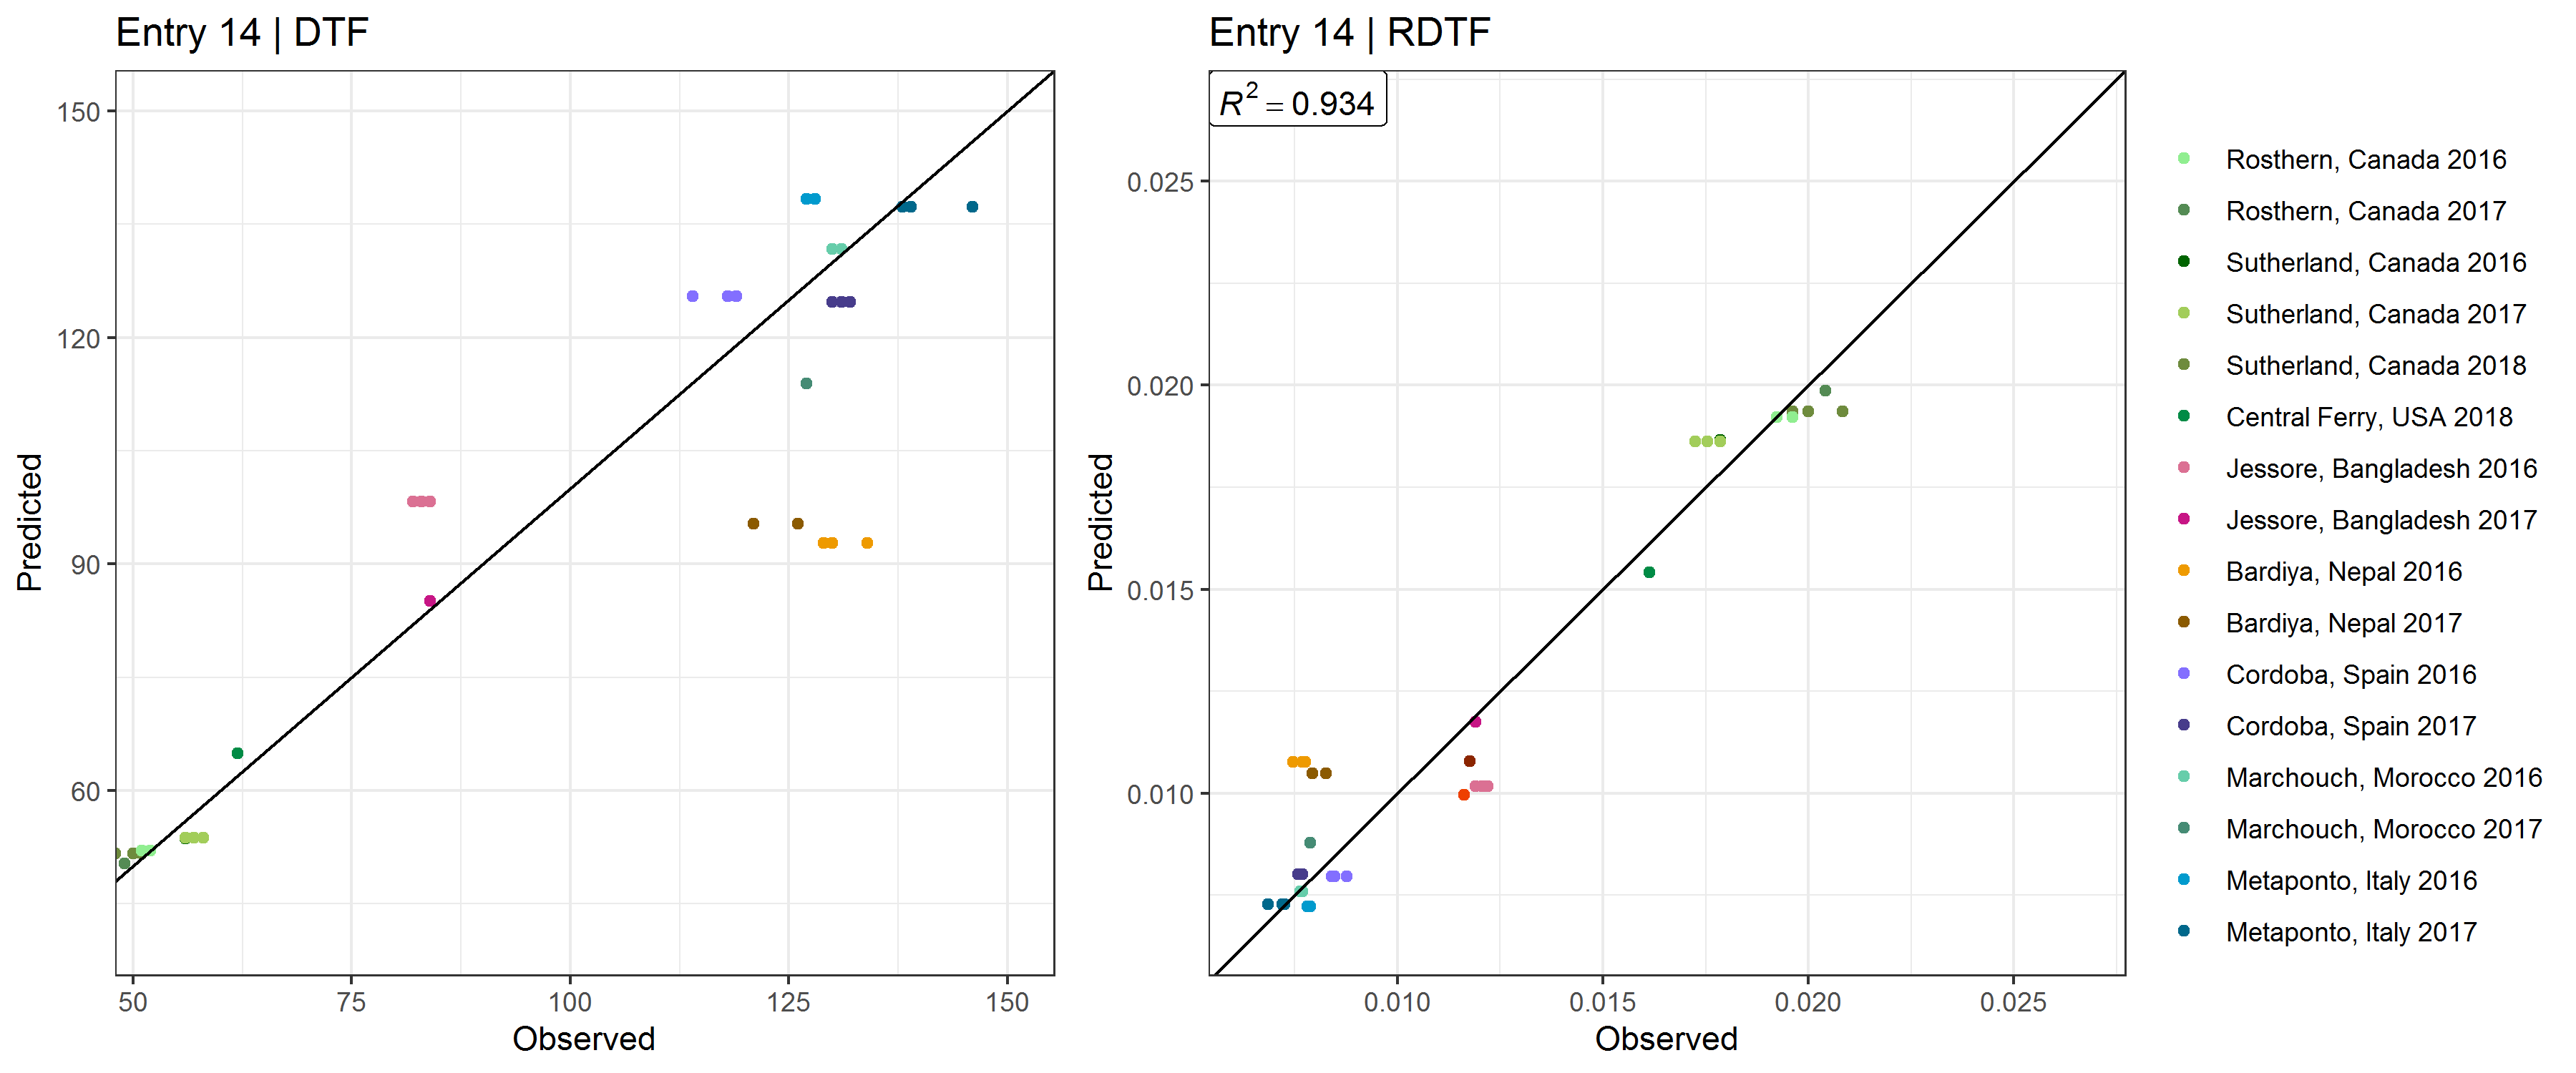 Entry 14 | DTF
Predicted
150
120
90
60
50
75
100
125
150
Observed
Entry 14 | RDTF
R² = 0.934
Predicted
0.025
0.020
0.015
0.010
0.010
0.015
0.020
0.025
Observed
Rosthern, Canada 2016
Rosthern, Canada 2017
Sutherland, Canada 2016
Sutherland, Canada 2017
Sutherland, Canada 2018
Central Ferry, USA 2018
Jessore, Bangladesh 2016
Jessore, Bangladesh 2017
Bardiya, Nepal 2016
Bardiya, Nepal 2017
Cordoba, Spain 2016
Cordoba, Spain 2017
Marchouch, Morocco 2016
Marchouch, Morocco 2017
Metaponto, Italy 2016
Metaponto, Italy 2017